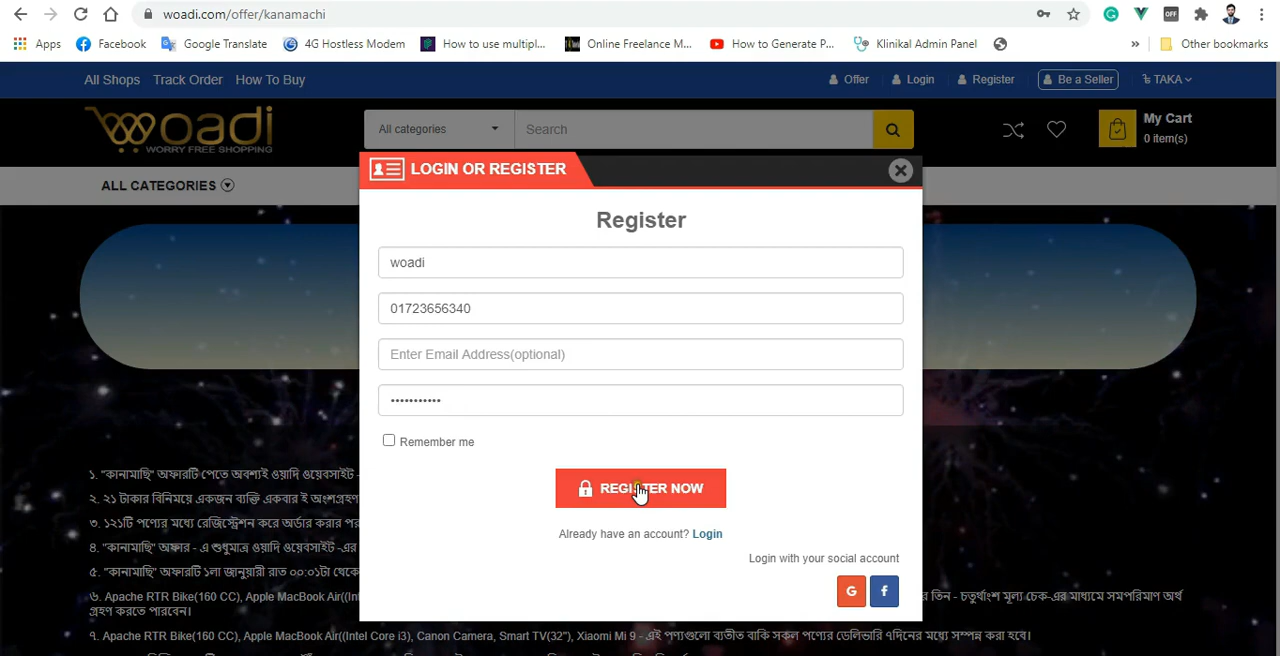 woadi.com/offer/kanamachi
OFF
Apps Facebook Google Translate 4G Hostless Modem How to use multipl... Online Freelance M... How to Generate P... Klinikal Admin Panel » Other bookmarks
All Shops Track Order How To Buy Offer Login Register Be a Seller ৳ TAKA
woadi
WORRY FREE SHOPPING
All categories Search
My Cart
0 item(s)
LOGIN OR REGISTER
ALL CATEGORIES
Register
woadi
01723656340
Enter Email Address(optional)
•••••••••••
Remember me
REGISTER NOW
Already have an account? Login
Login with your social account
G f
১. "কানামাছি" অফারটি পেতে অবশ্যই ওয়াদি ওয়েবসাইট -
২. ২১ টাকার বিনিময়ে একজন ব্যক্তি একবার ই অংশগ্রহণ
৩. ১২১টি পণ্যের মধ্যে রেজিস্ট্রেশন করে অর্ডার করার পর
৪. "কানামাছি" অফার - এ শুধুমাত্র ওয়াদি ওয়েবসাইট -এর
৫. "কানামাছি" অফারটি ১লা জানুয়ারী রাত ০০:০১টা থেকে
৬. Apache RTR Bike(160 CC), Apple MacBook Air((Int র তিন - চতুর্থাংশ মূল্য চেক-এর মাধ্যমে সমপরিমাণ অর্থ
গ্রহণ করতে পারবেন।
৭. Apache RTR Bike(160 CC), Apple MacBook Air((Intel Core i3), Canon Camera, Smart TV(32"), Xiaomi Mi 9 - এই পণ্যগুলো ব্যতীত বাকি সকল পণ্যের ডেলিভারি ৭দিনের মধ্যে সম্পন্ন করা হবে।